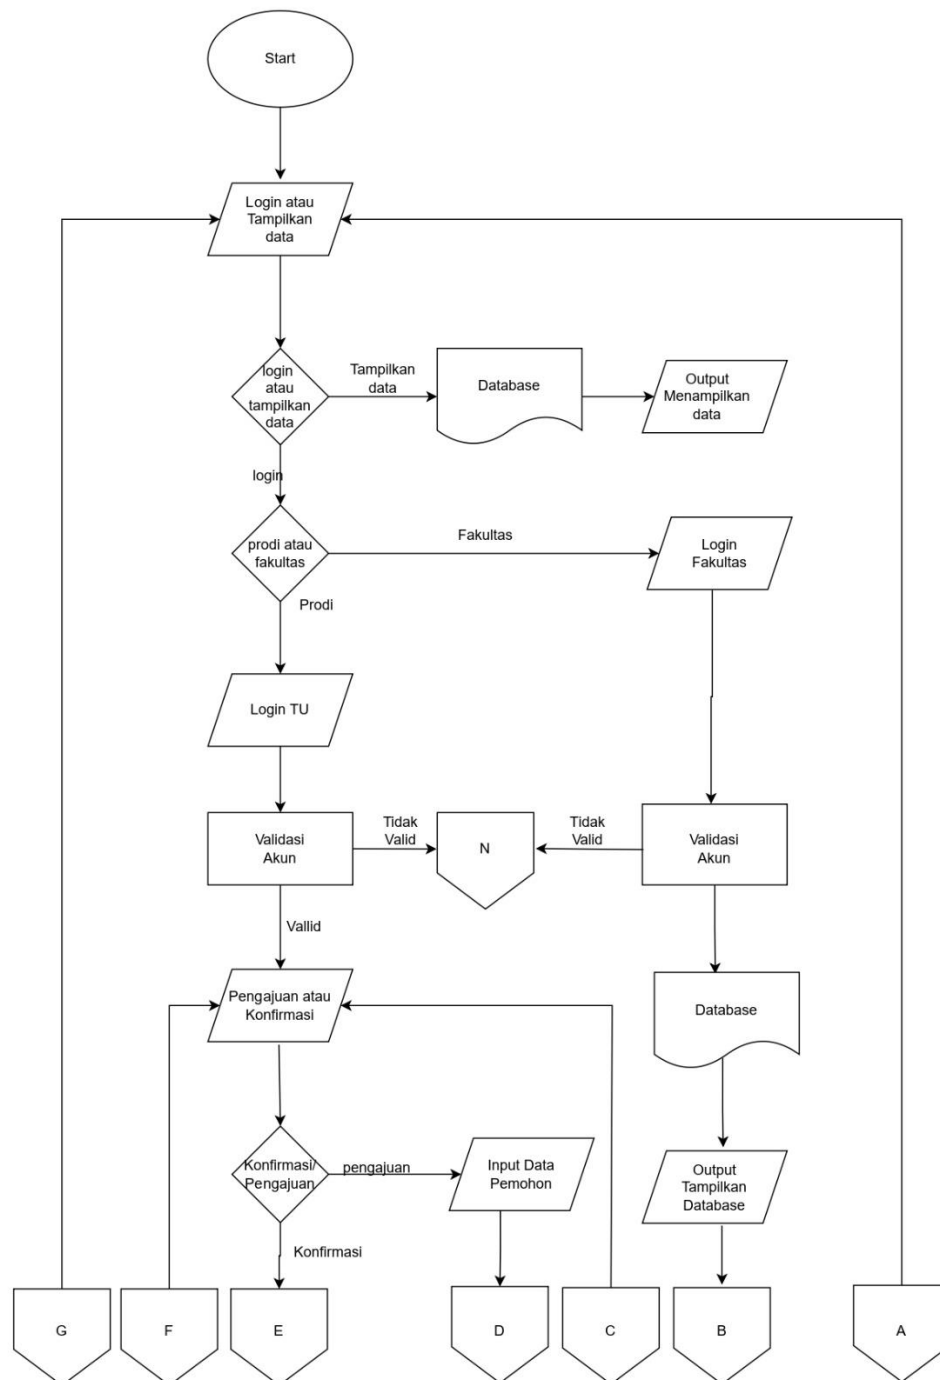 Start
Login atau
Tampilkan
data
login
atau
tampilkan
data
Tampilkan
data
Database
Output
Menampilkan
data
login
prodi atau
fakultas
Fakultas
Login
Fakultas
Prodi
Login TU
Validasi
Akun
Tidak
Valid
N
Tidak
Valid
Validasi
Akun
Vallid
Pengajuan atau
Konfirmasi
Database
Konfirmasi/
Pengajuan
pengajuan
Input Data
Pemohon
Output
Tampilkan
Database
Konfirmasi
G
F
E
D
C
B
A